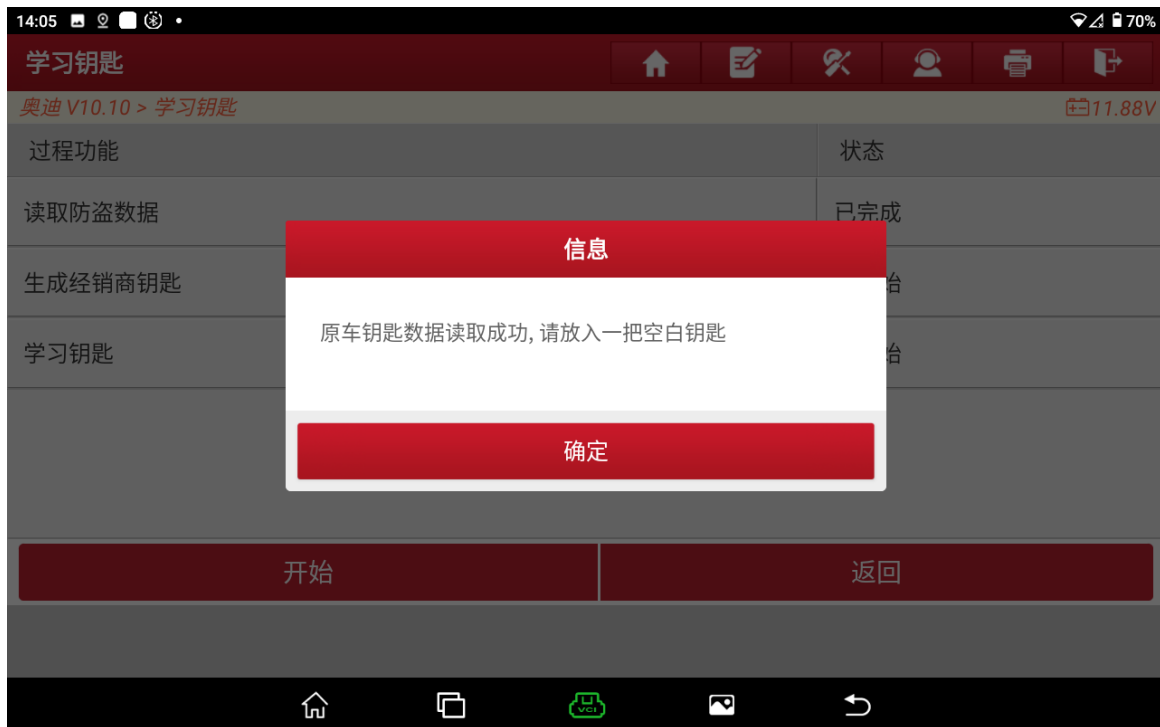 14:05 70%
学习钥匙
奥迪 V10.10 > 学习钥匙 11.88V
过程功能 状态
读取防盗数据 已完成
信息
生成经销商钥匙 始
原车钥匙数据读取成功, 请放入一把空白钥匙
学习钥匙 始
确定
开始 返回
VCI